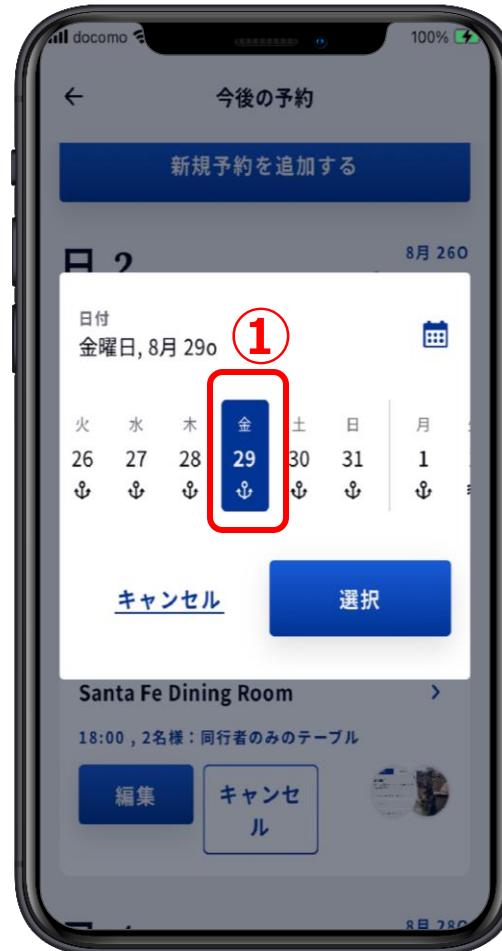 docomo 100%
今後の予約
新規予約を追加する
日 2
8月 26o
日付
金曜日, 8月 29o
①
火 水 木 金 土 日 月
26 27 28 29 30 31 1
キャンセル 選択
Santa Fe Dining Room
18:00 , 2名様：同行者のみのテーブル
編集 キャンセ
ル
8月 28o